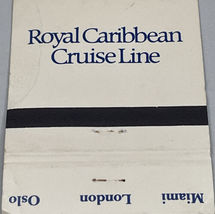 Royal Caribbean
Cruise Line
Miami London Oslo